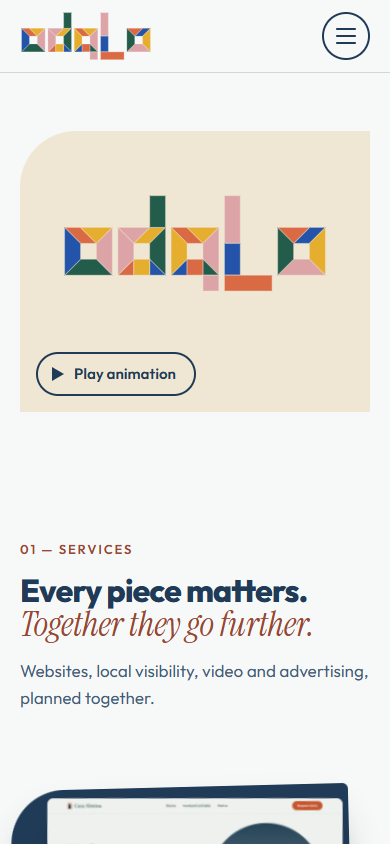 odqLo
odqLo
Play animation
01 — SERVICES
Every piece matters.
Together they go further.
Websites, local visibility, video and advertising,
planned together.